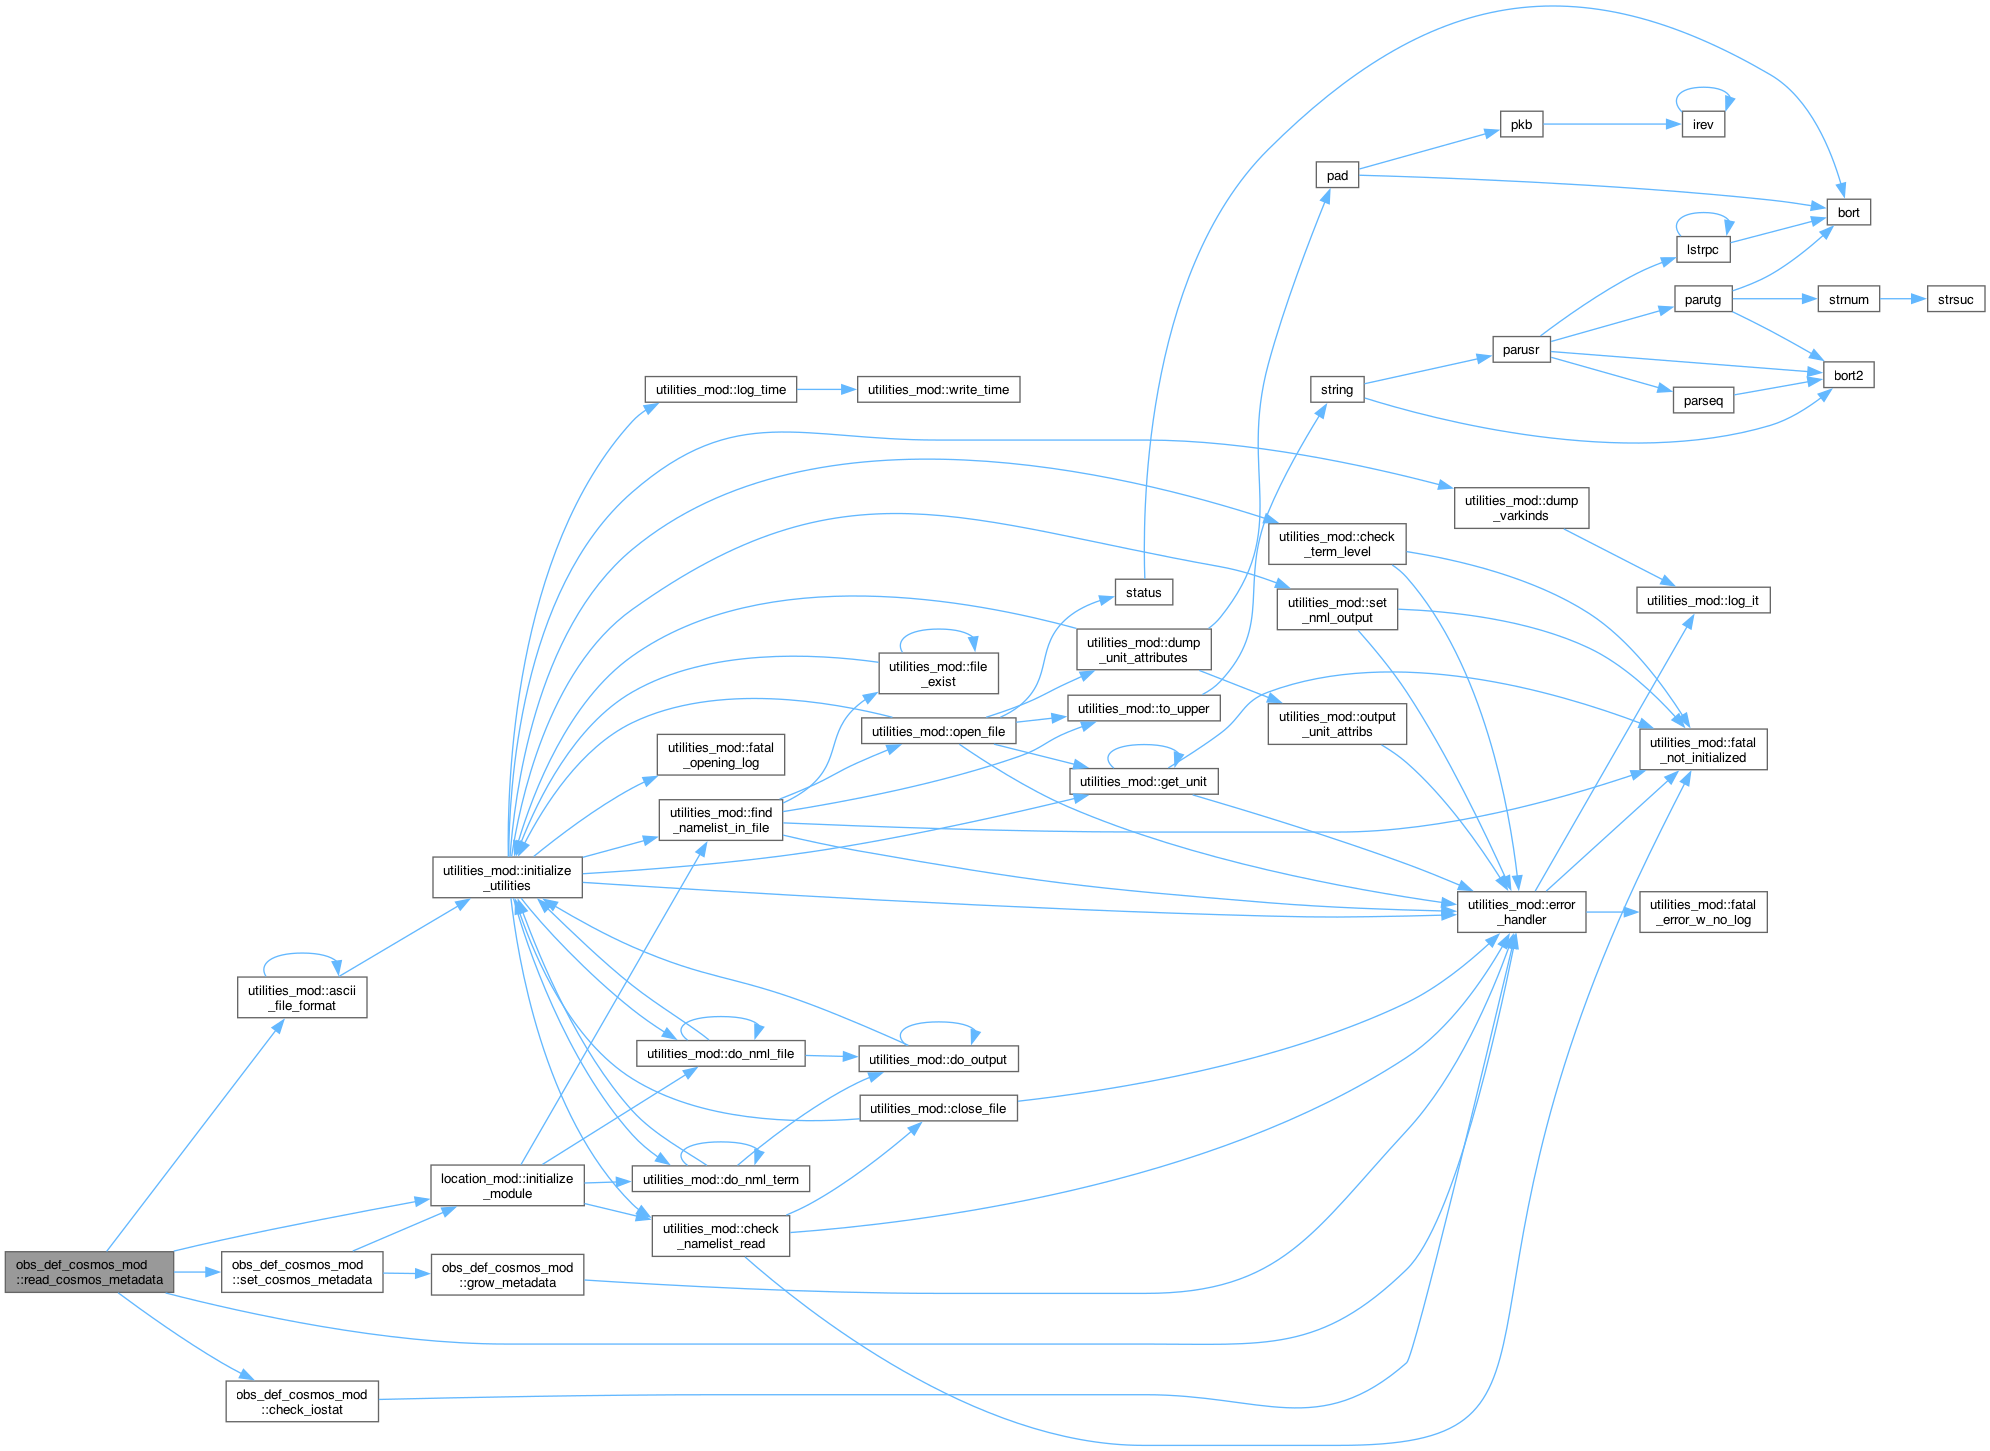 pkb
irev
pad
bort
lstrpc
parutg
strnum
strsuc
parusr
bort2
utilities_mod::log_time
utilities_mod::write_time
string
parseq
utilities_mod::dump
_varkinds
utilities_mod::check
_term_level
status
utilities_mod::log_it
utilities_mod::set
_nml_output
utilities_mod::file
_exist
utilities_mod::dump
_unit_attributes
utilities_mod::to_upper
utilities_mod::open_file
utilities_mod::output
_unit_attribs
utilities_mod::fatal
_opening_log
utilities_mod::get_unit
utilities_mod::fatal
_not_initialized
utilities_mod::find
_namelist_in_file
utilities_mod::initialize
_utilities
utilities_mod::error
_handler
utilities_mod::fatal
_error_w_no_log
utilities_mod::ascii
_file_format
utilities_mod::do_nml_file
utilities_mod::do_output
utilities_mod::close_file
location_mod::initialize
_module
utilities_mod::do_nml_term
utilities_mod::check
_namelist_read
obs_def_cosmos_mod
::read_cosmos_metadata
obs_def_cosmos_mod
::set_cosmos_metadata
obs_def_cosmos_mod
::grow_metadata
obs_def_cosmos_mod
::check_iostat